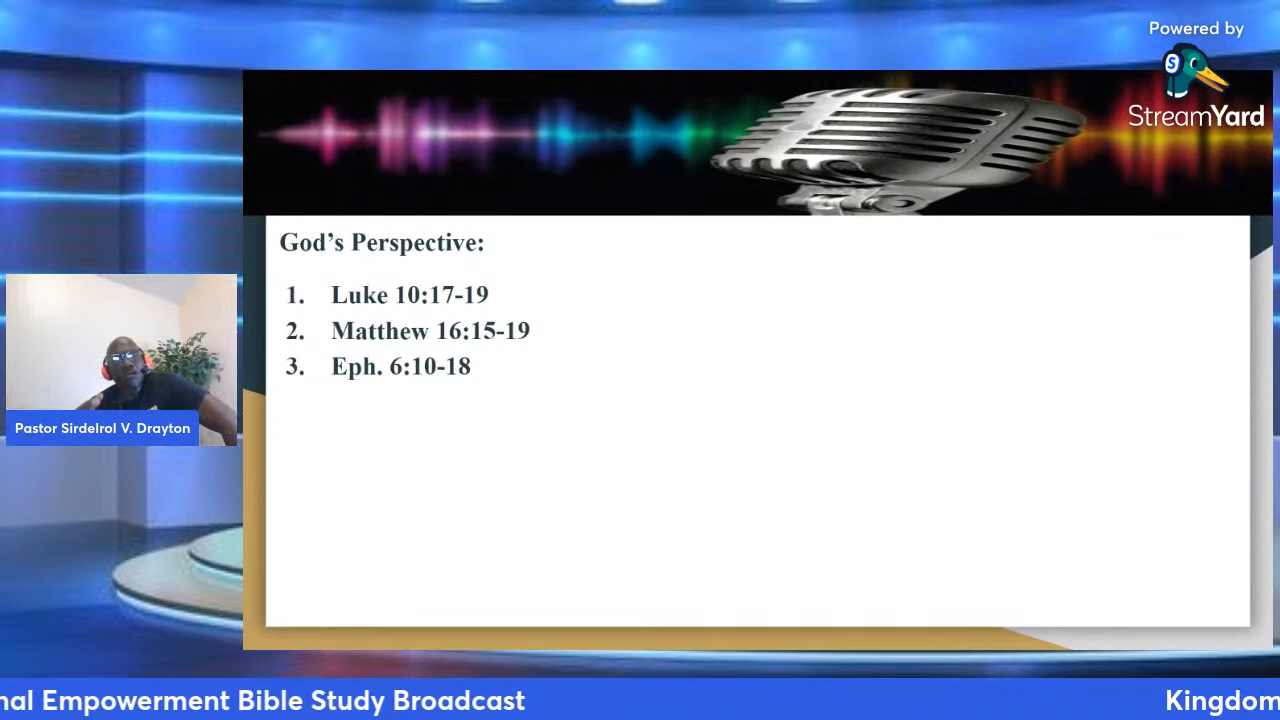 Powered by
S
StreamYard
God’s Perspective:
1. Luke 10:17-19
2. Matthew 16:15-19
3. Eph. 6:10-18
Pastor Sirdelrol V. Drayton
nal Empowerment Bible Study Broadcast
Kingdom